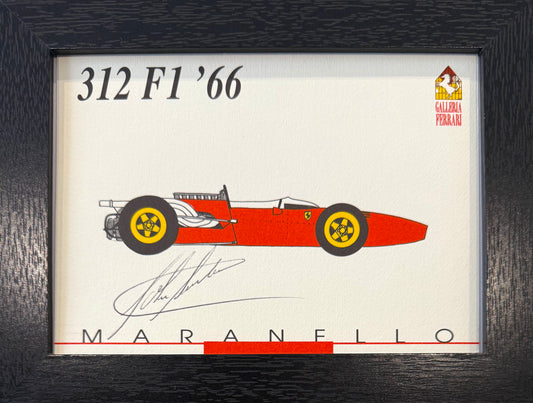 312 F1 ’66
GALLERIA
FERRARI
MARANELLO